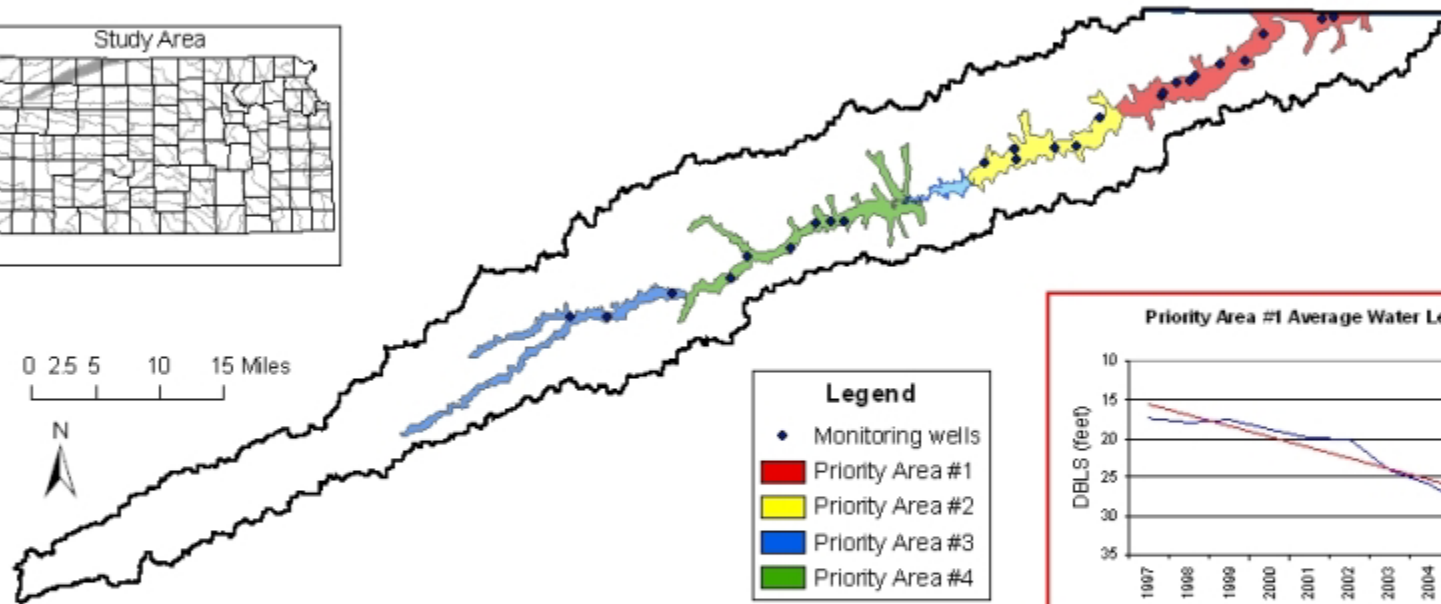 Study Area
0 2.5 5 10 15 Miles
N
Legend
Monitoring wells
Priority Area #1
Priority Area #2
Priority Area #3
Priority Area #4
Priority Area #1 Average Water Le
DBLS (feet)
10
15
20
25
30
35
1997
1998
1999
2000
2001
2002
2003
2004